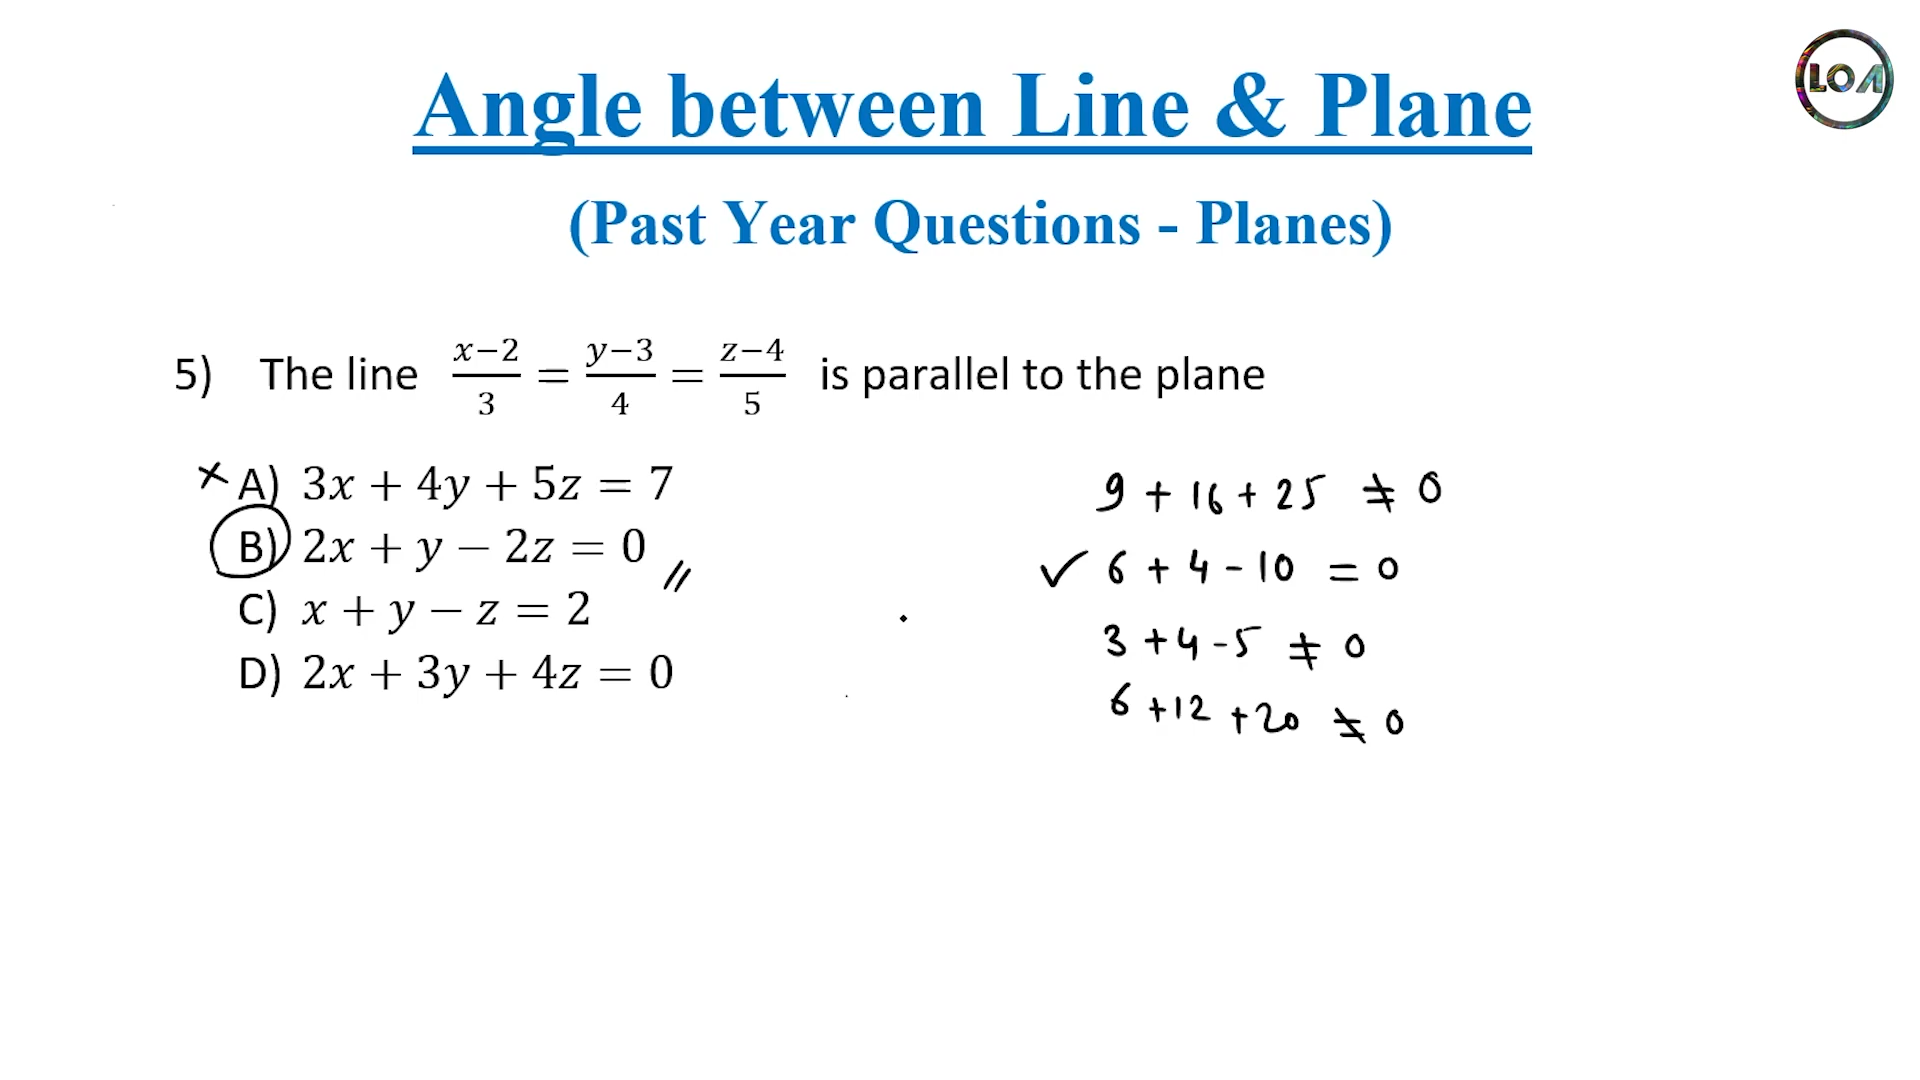 LOA
Angle between Line & Plane
(Past Year Questions - Planes)
5) The line x−2/3 = y−3/4 = z−4/5 is parallel to the plane
× A) 3x + 4y + 5z = 7
B) 2x + y − 2z = 0 //
C) x + y − z = 2
D) 2x + 3y + 4z = 0
9 + 16 + 25 ≠ 0
✓ 6 + 4 - 10 = 0
3 + 4 - 5 ≠ 0
6 + 12 + 20 ≠ 0